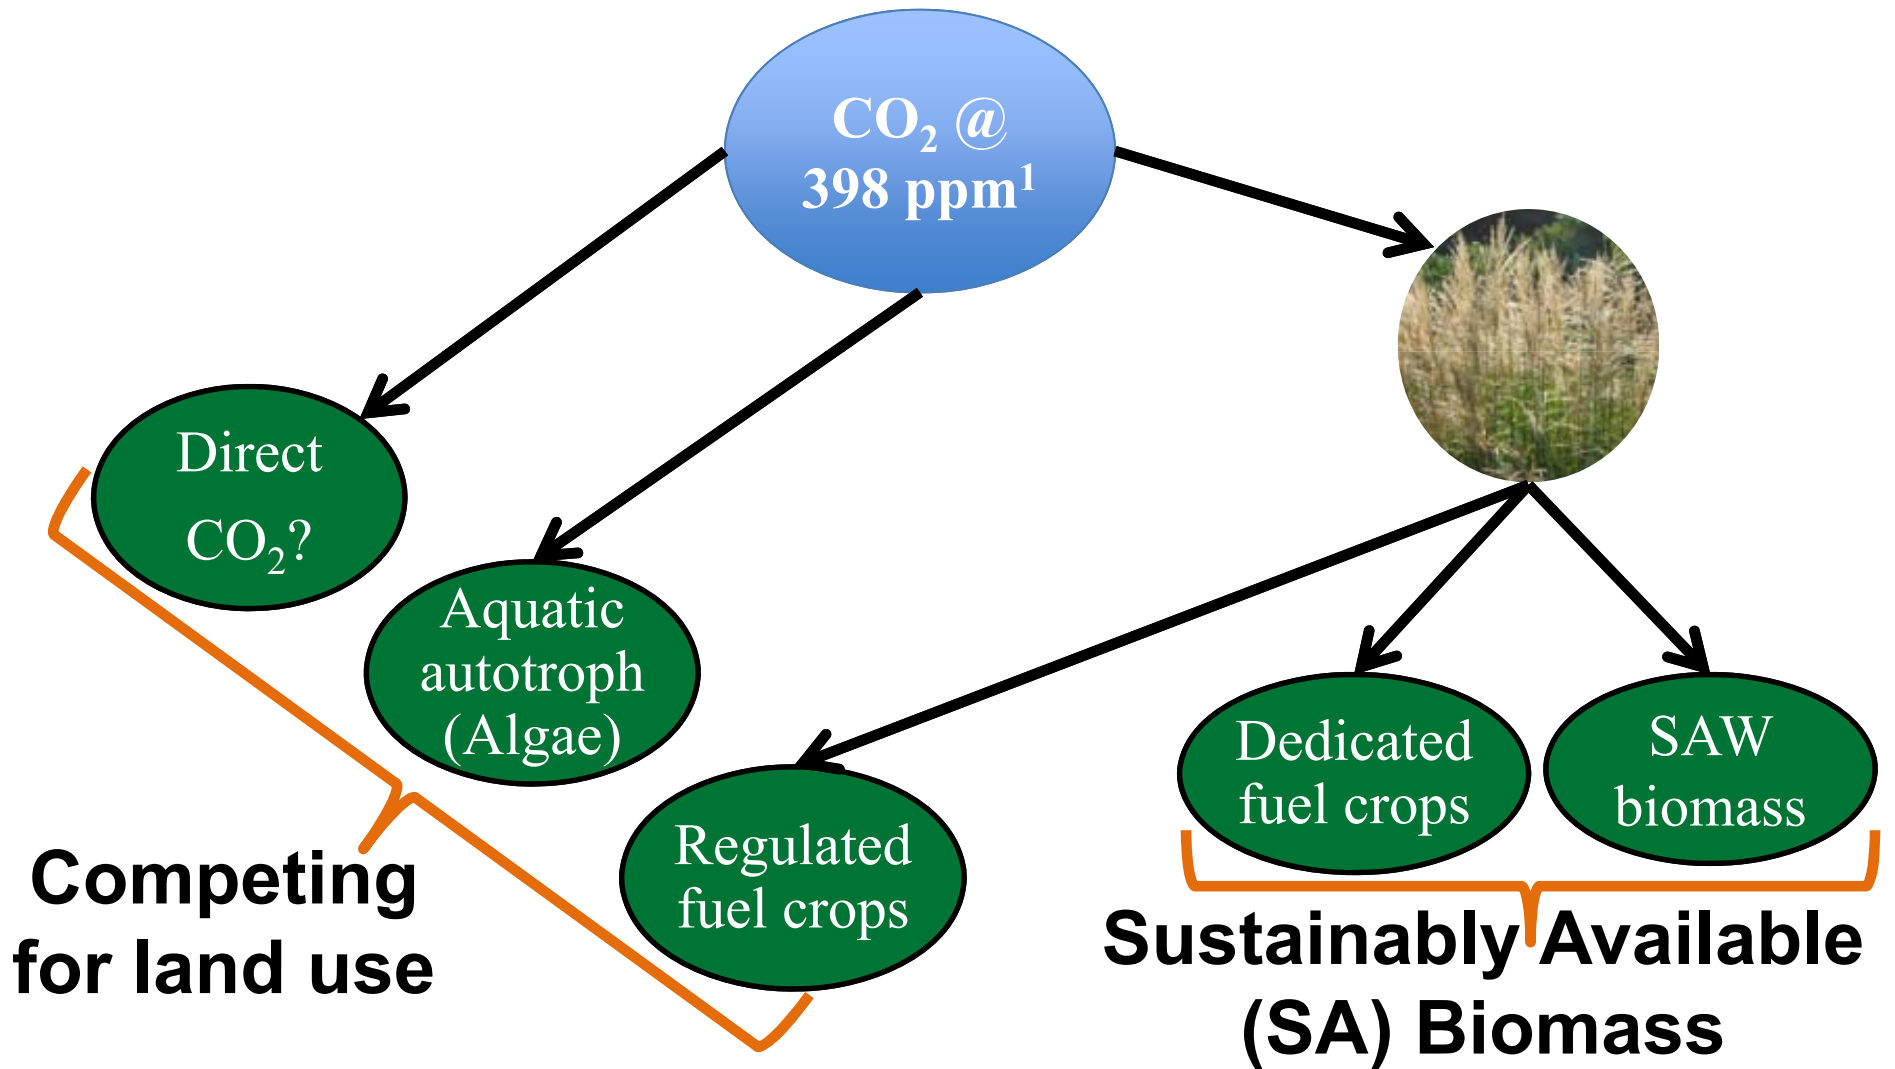 CO₂ @
398 ppm¹
Direct
CO₂?
Aquatic
autotroph
(Algae)
Regulated
fuel crops
Dedicated
fuel crops
SAW
biomass
Competing
for land use
Sustainably Available
(SA) Biomass